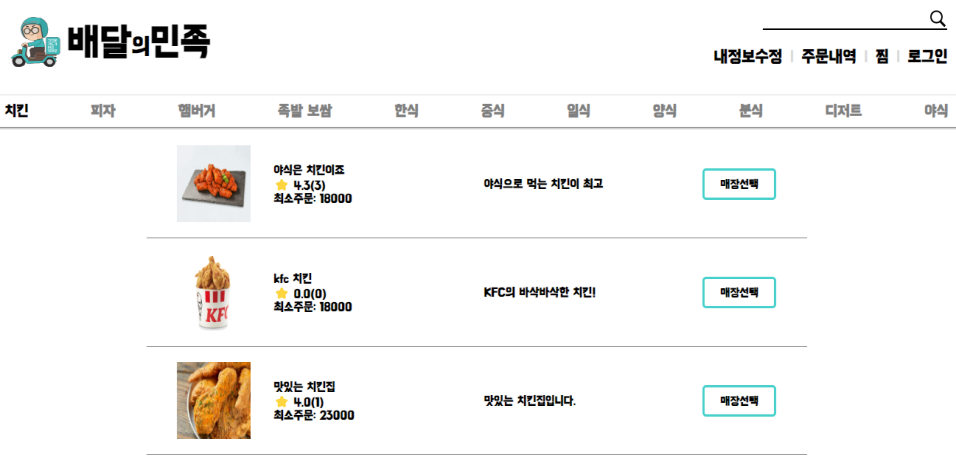 배달의민족
내정보수정 | 주문내역 | 찜 | 로그인
치킨 피자 햄버거 족발 보쌈 한식 중식 일식 양식 분식 디저트 야식
야식은 치킨이죠
4.3(3)
최소주문: 18000
야식으로 먹는 치킨이 최고
매장선택
kfc 치킨
0.0(0)
최소주문: 18000
KFC의 바삭바삭한 치킨!
매장선택
KFC
맛있는 치킨집
4.0(1)
최소주문: 23000
맛있는 치킨집입니다.
매장선택